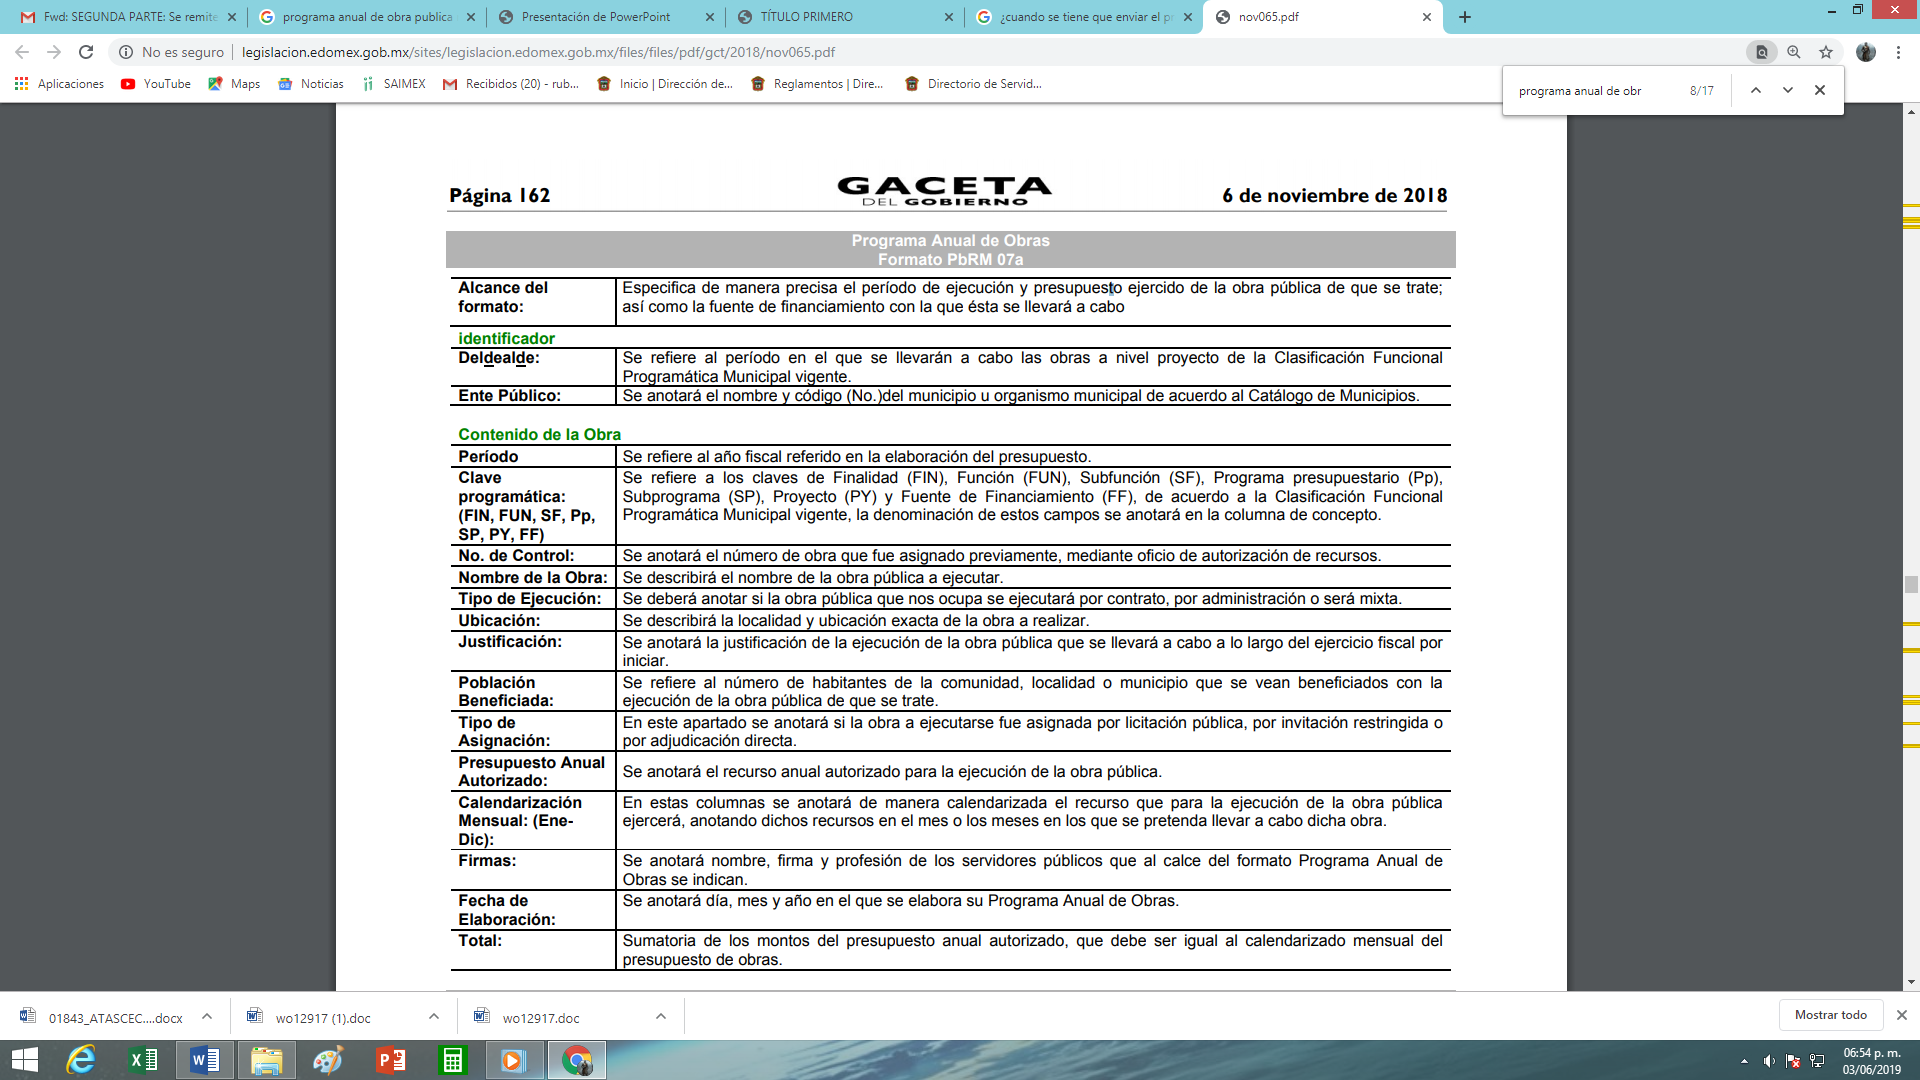 Fwd: SEGUNDA PARTE: Se remite
programa anual de obra publica
Presentación de PowerPoint
TÍTULO PRIMERO
¿cuando se tiene que enviar el pr
nov065.pdf
No es seguro
legislacion.edomex.gob.mx/sites/legislacion.edomex.gob.mx/files/files/pdf/gct/2018/nov065.pdf
Aplicaciones
YouTube
Maps
Noticias
SAIMEX
Recibidos (20) - rub...
Inicio | Dirección de...
Reglamentos | Dire...
Directorio de Servid...
programa anual de obr
8/17
Página 162
GACETA
DEL GOBIERNO
6 de noviembre de 2018
Programa Anual de Obras
Formato PbRM 07a
Alcance del
formato:
Especifica de manera precisa el período de ejecución y presupuesto ejercido de la obra pública de que se trate;
así como la fuente de financiamiento con la que ésta se llevará a cabo
identificador
Deldealde:
Se refiere al período en el que se llevarán a cabo las obras a nivel proyecto de la Clasificación Funcional
Programática Municipal vigente.
Ente Público:
Se anotará el nombre y código (No.)del municipio u organismo municipal de acuerdo al Catálogo de Municipios.
Contenido de la Obra
Período
Se refiere al año fiscal referido en la elaboración del presupuesto.
Clave
programática:
(FIN, FUN, SF, Pp,
SP, PY, FF)
Se refiere a los claves de Finalidad (FIN), Función (FUN), Subfunción (SF), Programa presupuestario (Pp),
Subprograma (SP), Proyecto (PY) y Fuente de Financiamiento (FF), de acuerdo a la Clasificación Funcional
Programática Municipal vigente, la denominación de estos campos se anotará en la columna de concepto.
No. de Control:
Se anotará el número de obra que fue asignado previamente, mediante oficio de autorización de recursos.
Nombre de la Obra:
Se describirá el nombre de la obra pública a ejecutar.
Tipo de Ejecución:
Se deberá anotar si la obra pública que nos ocupa se ejecutará por contrato, por administración o será mixta.
Ubicación:
Se describirá la localidad y ubicación exacta de la obra a realizar.
Justificación:
Se anotará la justificación de la ejecución de la obra pública que se llevará a cabo a lo largo del ejercicio fiscal por
iniciar.
Población
Beneficiada:
Se refiere al número de habitantes de la comunidad, localidad o municipio que se vean beneficiados con la
ejecución de la obra pública de que se trate.
Tipo de
Asignación:
En este apartado se anotará si la obra a ejecutarse fue asignada por licitación pública, por invitación restringida o
por adjudicación directa.
Presupuesto Anual
Autorizado:
Se anotará el recurso anual autorizado para la ejecución de la obra pública.
Calendarización
Mensual: (Ene-
Dic):
En estas columnas se anotará de manera calendarizada el recurso que para la ejecución de la obra pública
ejercerá, anotando dichos recursos en el mes o los meses en los que se pretenda llevar a cabo dicha obra.
Firmas:
Se anotará nombre, firma y profesión de los servidores públicos que al calce del formato Programa Anual de
Obras se indican.
Fecha de
Elaboración:
Se anotará día, mes y año en el que se elabora su Programa Anual de Obras.
Total:
Sumatoria de los montos del presupuesto anual autorizado, que debe ser igual al calendarizado mensual del
presupuesto de obras.
01843_ATASCEC....docx
wo12917 (1).doc
wo12917.doc
Mostrar todo
06:54 p. m.
03/06/2019